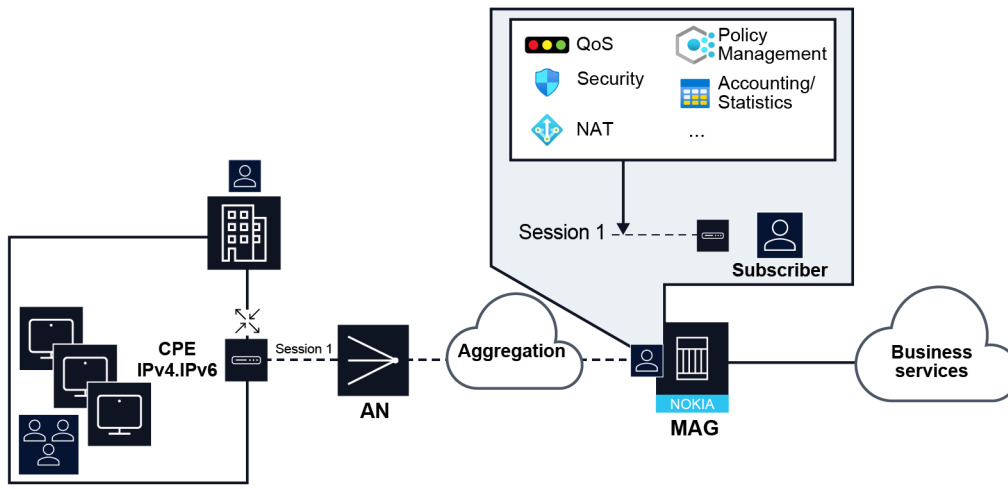 QoS
Policy
Management
Security
Accounting/
Statistics
NAT
...
Session 1
Subscriber
CPE
IPv4.IPv6
Session 1
AN
Aggregation
NOKIA
MAG
Business
services